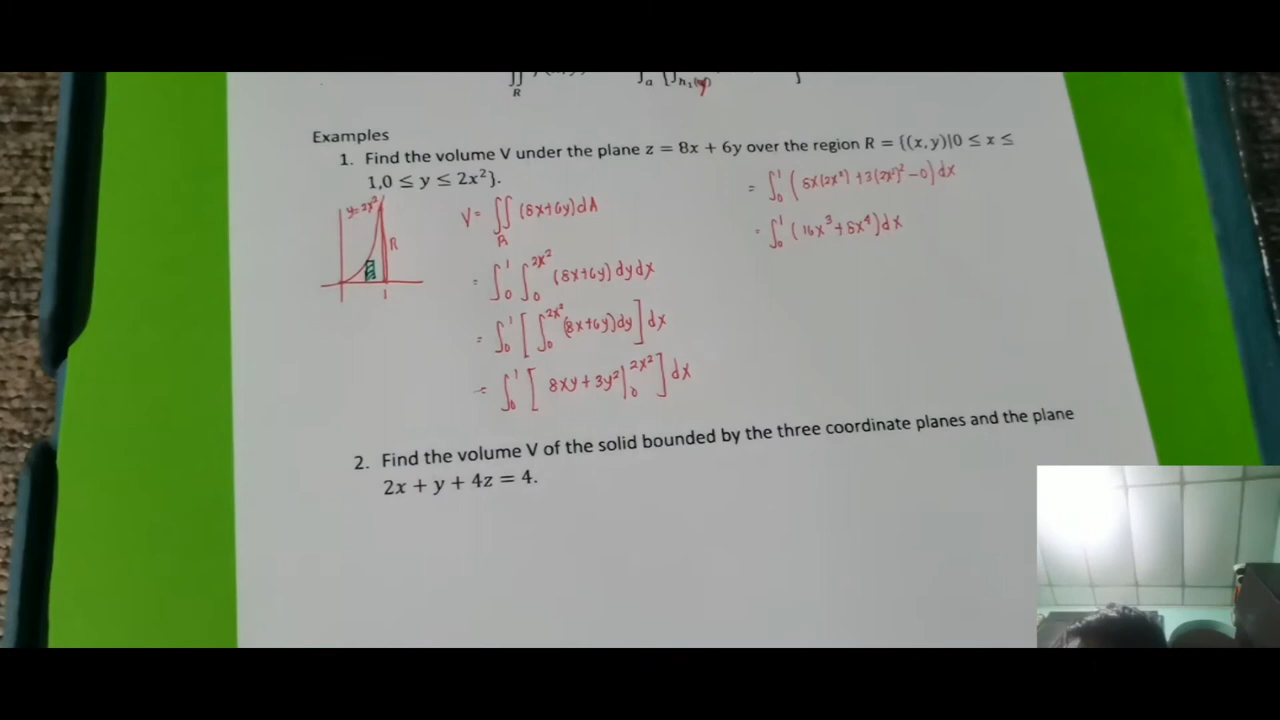 ∬
R
∫a [∫h₁(y) ]
Examples
1. Find the volume V under the plane z = 8x + 6y over the region R = {(x, y)|0 ≤ x ≤
1,0 ≤ y ≤ 2x²}.
y=2x²
R
1
V= ∬R (8x+6y)dA
= ∫₀¹ ∫₀^2x² (8x+6y) dy dx
= ∫₀¹ [ ∫₀^2x² (8x+6y)dy ] dx
= ∫₀¹ [ 8xy + 3y² |₀^2x² ] dx
= ∫₀¹ ( 8x(2x²) + 3(2x²)² - 0 ) dx
= ∫₀¹ ( 16x³ + 8x⁴ ) dx
2. Find the volume V of the solid bounded by the three coordinate planes and the plane
2x + y + 4z = 4.